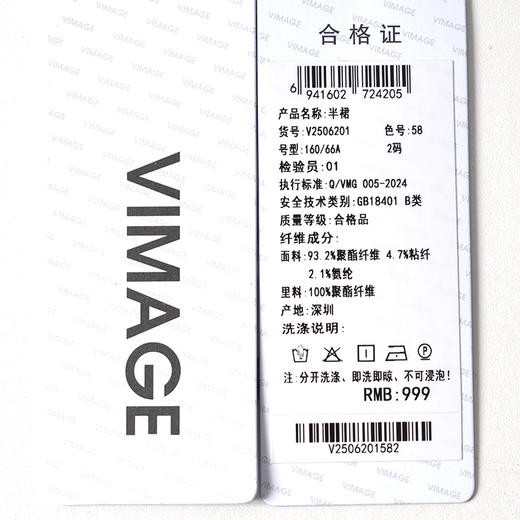 VIMAGE
合格证
6 941602 724205
产品名称:半裙
货号:V2506201 色号:58
号型:160/66A 2码
检验员:01
执行标准:Q/VMG 005-2024
安全技术类别:GB18401 B类
质量等级:合格品
纤维成分:
面料:93.2%聚酯纤维 4.7%粘纤
2.1%氨纶
里料:100%聚酯纤维
产地:深圳
洗涤说明:
注:分开洗涤、即洗即晾、不可浸泡!
RMB:999
V2506201582